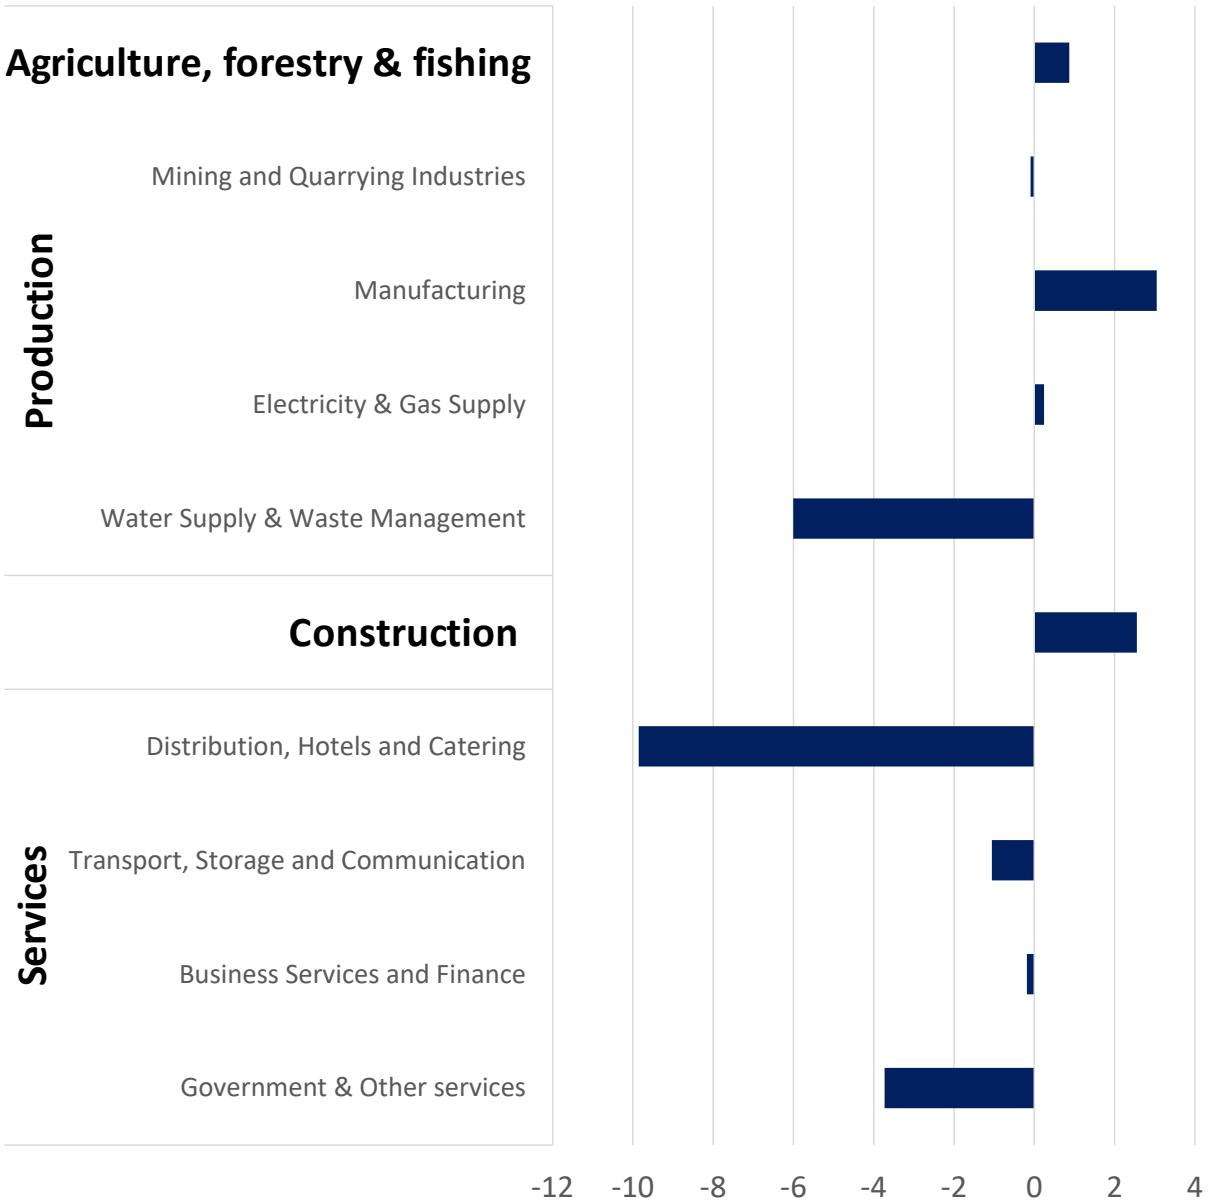 Agriculture, forestry & fishing
Production
Mining and Quarrying Industries
Manufacturing
Electricity & Gas Supply
Water Supply & Waste Management
Construction
Services
Distribution, Hotels and Catering
Transport, Storage and Communication
Business Services and Finance
Government & Other services
-12 -10 -8 -6 -4 -2 0 2 4